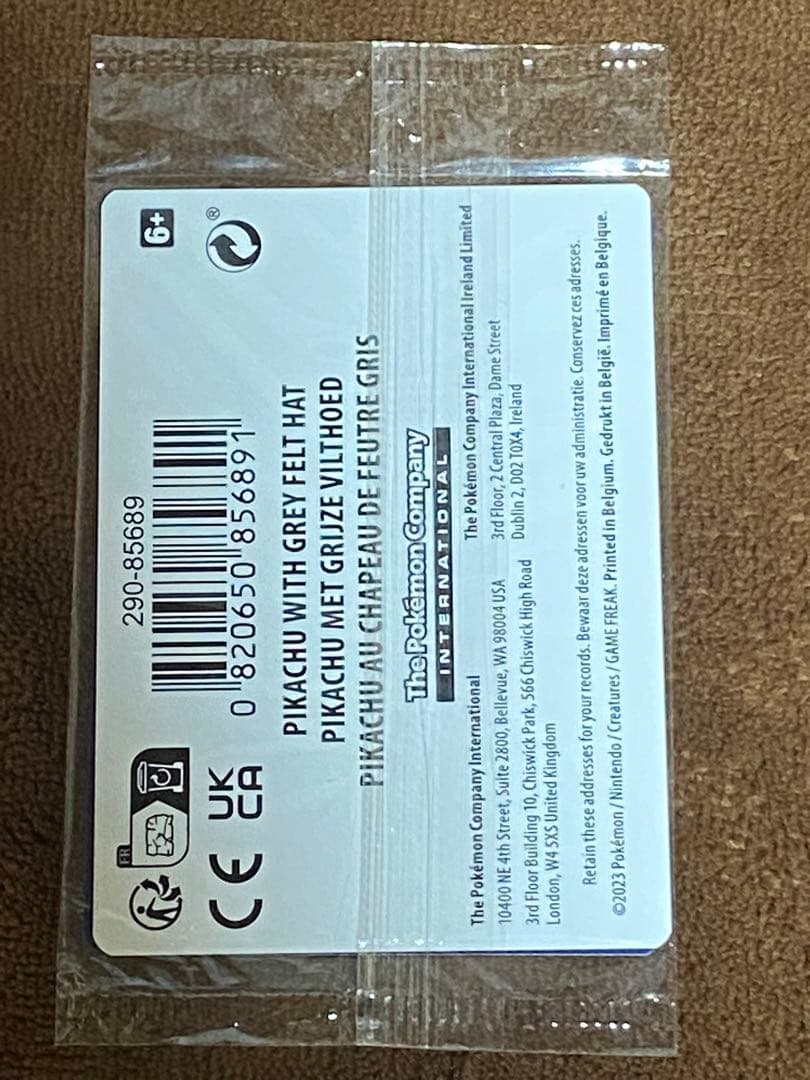 290-85689
6+
0 820650 856891
FR
CE
UK
CA
PIKACHU WITH GREY FELT HAT
PIKACHU MET GRIJZE VILTHOED
PIKACHU AU CHAPEAU DE FEUTRE GRIS
The Pokémon Company
INTERNATIONAL
The Pokémon Company International
10400 NE 4th Street, Suite 2800, Bellevue, WA 98004 USA
3rd Floor Building 10, Chiswick Park, 566 Chiswick High Road
London, W4 5XS United Kingdom
The Pokémon Company International Ireland Limited
3rd Floor, 2 Central Plaza, Dame Street
Dublin 2, D02 T0X4, Ireland
Retain these addresses for your records. Bewaar deze adressen voor uw administratie. Conservez ces adresses.
©2023 Pokémon / Nintendo / Creatures / GAME FREAK. Printed in Belgium. Gedrukt in België. Imprimé en Belgique.
®